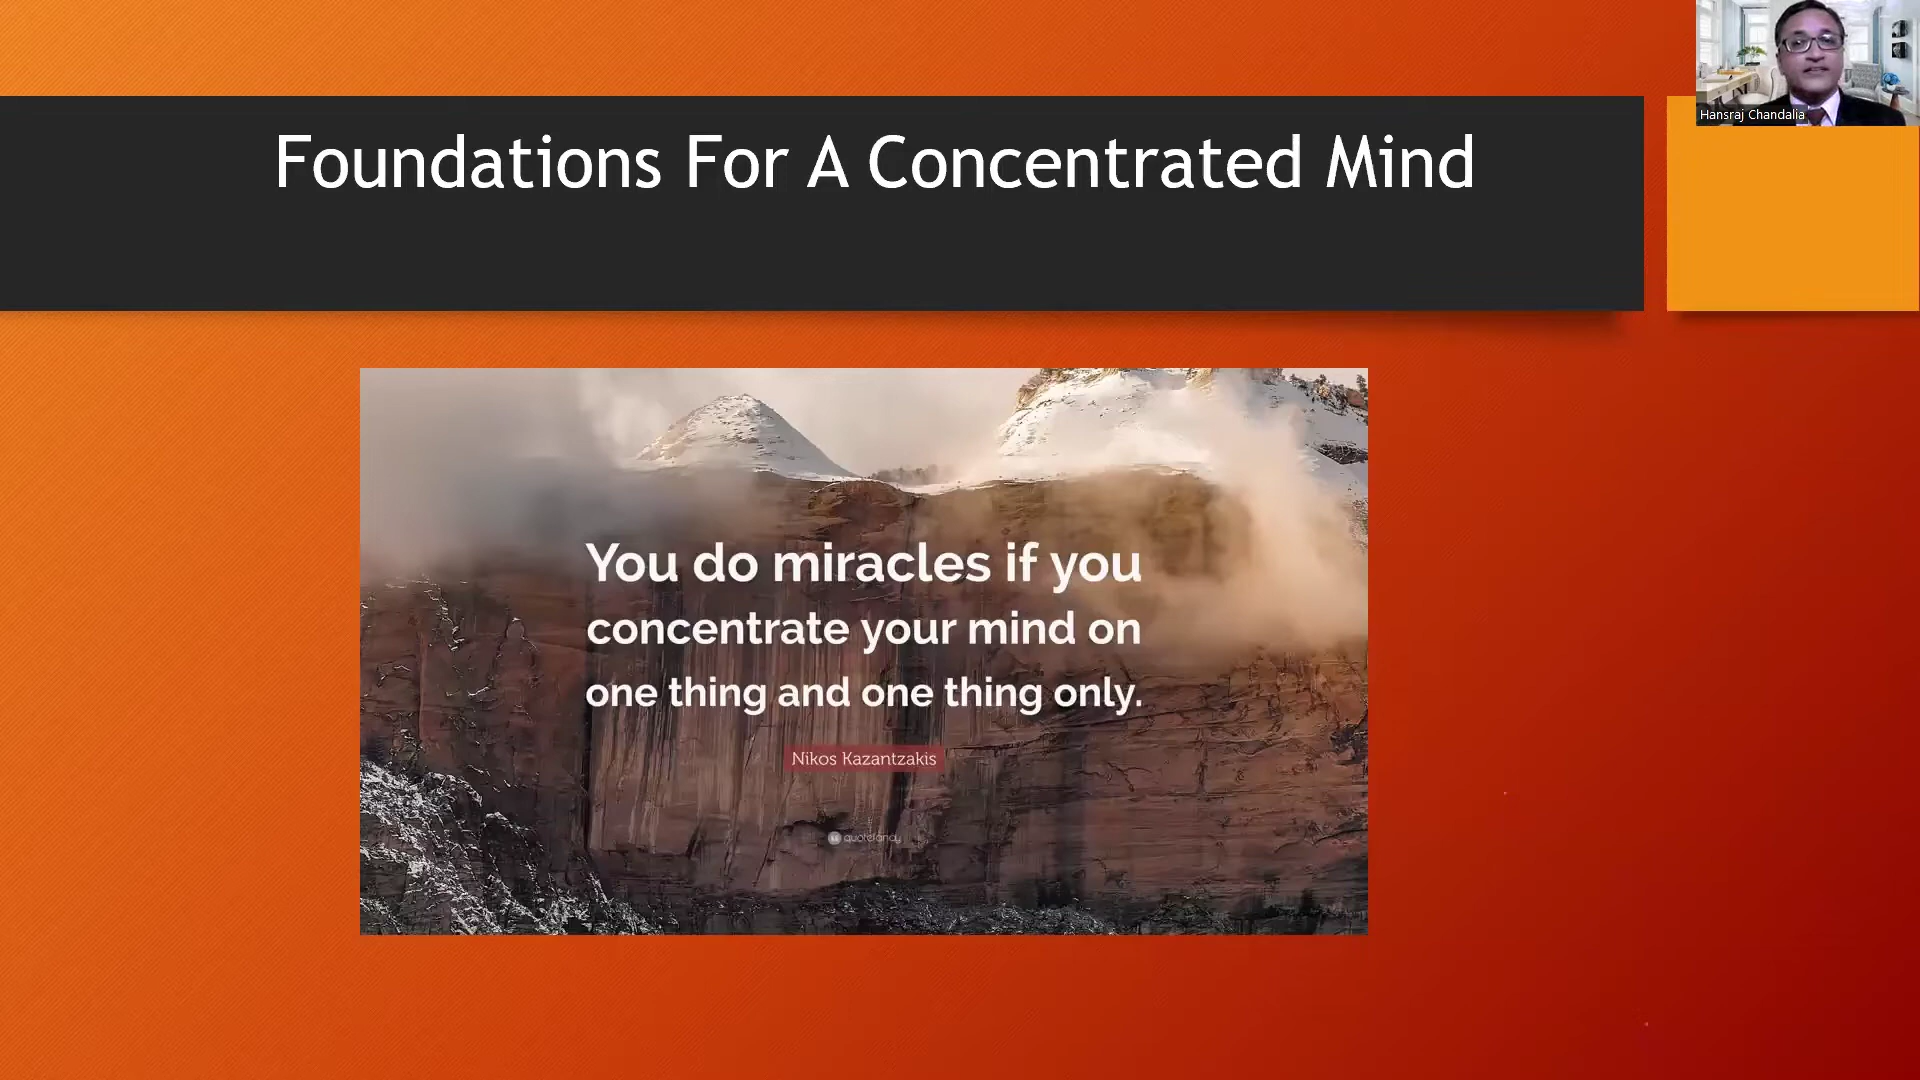 Hansraj Chandalia
Foundations For A Concentrated Mind
You do miracles if you
concentrate your mind on
one thing and one thing only.
Nikos Kazantzakis
quotefancy